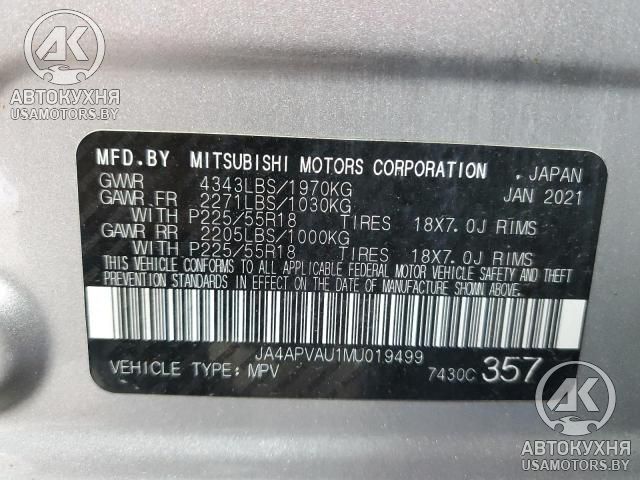 AK
АВТОКУХНЯ
USAMOTORS.BY
MFD.BY MITSUBISHI MOTORS CORPORATION . JAPAN
GVWR 4343LBS/1970KG JAN 2021
GAWR FR 2271LBS/1030KG
WITH P225/55R18 TIRES 18X7.0J RIMS
GAWR RR 2205LBS/1000KG
WITH P225/55R18 TIRES 18X7.0J RIMS
THIS VEHICLE CONFORMS TO ALL APPLICABLE FEDERAL MOTOR VEHICLE SAFETY AND THEFT
PREVENTION STANDARDS IN EFFECT ON THE DATE OF MANUFACTURE SHOWN ABOVE.
JA4APVAU1MU019499
VEHICLE TYPE: MPV 7430C 357
AK
АВТОКУХНЯ
USAMOTORS.BY